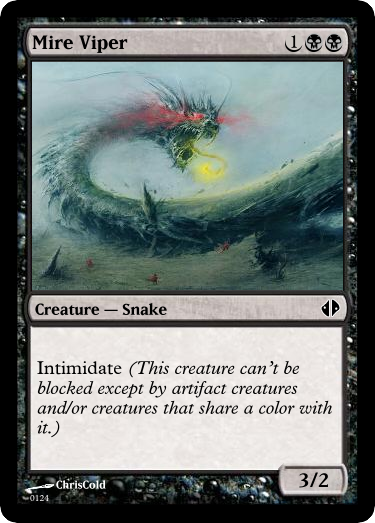 Mire Viper 1
Creature — Snake
Intimidate (This creature can't be
blocked except by artifact creatures
and/or creatures that share a color with
it.)
3/2
ChrisCold
0124